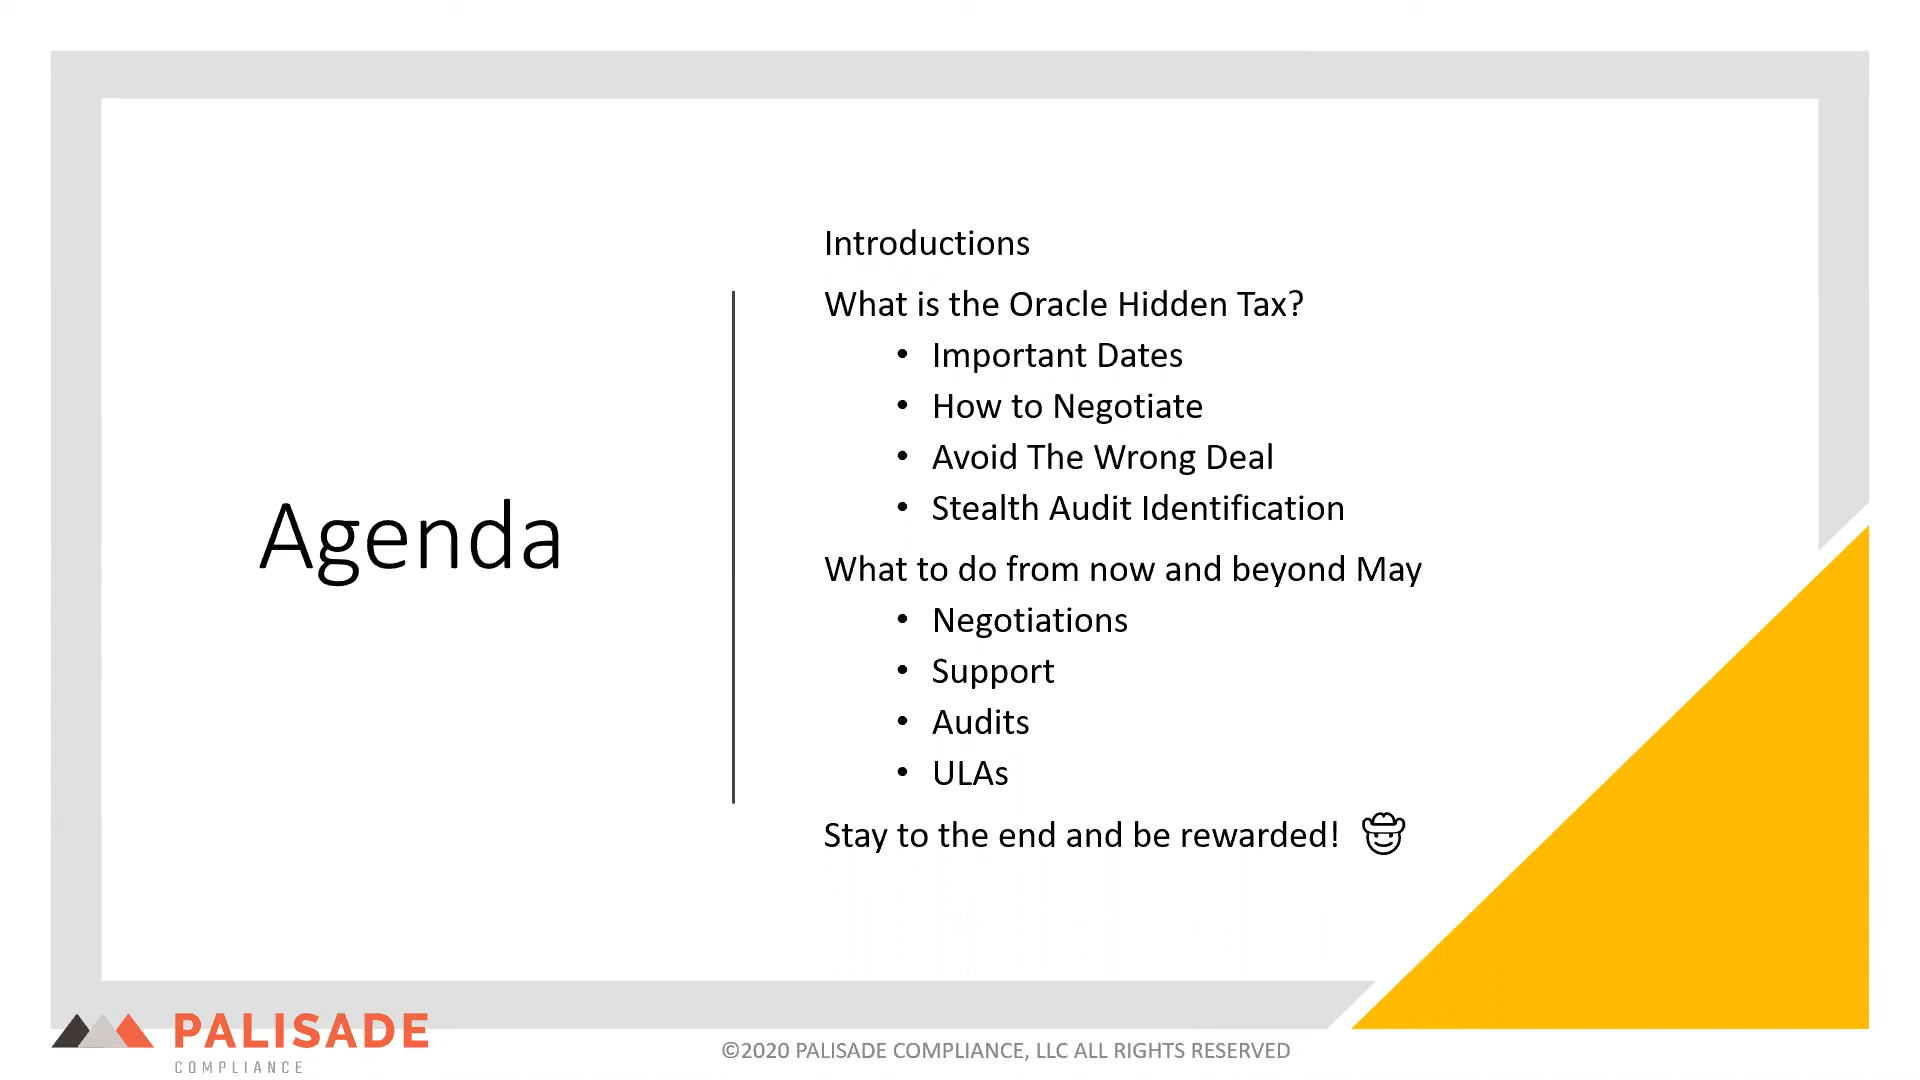 Agenda
Introductions
What is the Oracle Hidden Tax?
• Important Dates
• How to Negotiate
• Avoid The Wrong Deal
• Stealth Audit Identification
What to do from now and beyond May
• Negotiations
• Support
• Audits
• ULAs
Stay to the end and be rewarded!
PALISADE
COMPLIANCE
©2020 PALISADE COMPLIANCE, LLC ALL RIGHTS RESERVED